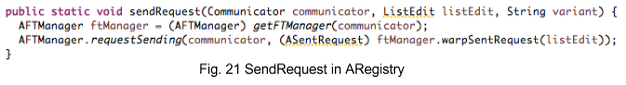 public static void sendRequest(Communicator communicator, ListEdit listEdit, String variant) {
AFTManager ftManager = (AFTManager) getFTManager(communicator);
AFTManager.requestSending(communicator, (ASentRequest) ftManager.warpSentRequest(listEdit));
}
Fig. 21 SendRequest in ARegistry